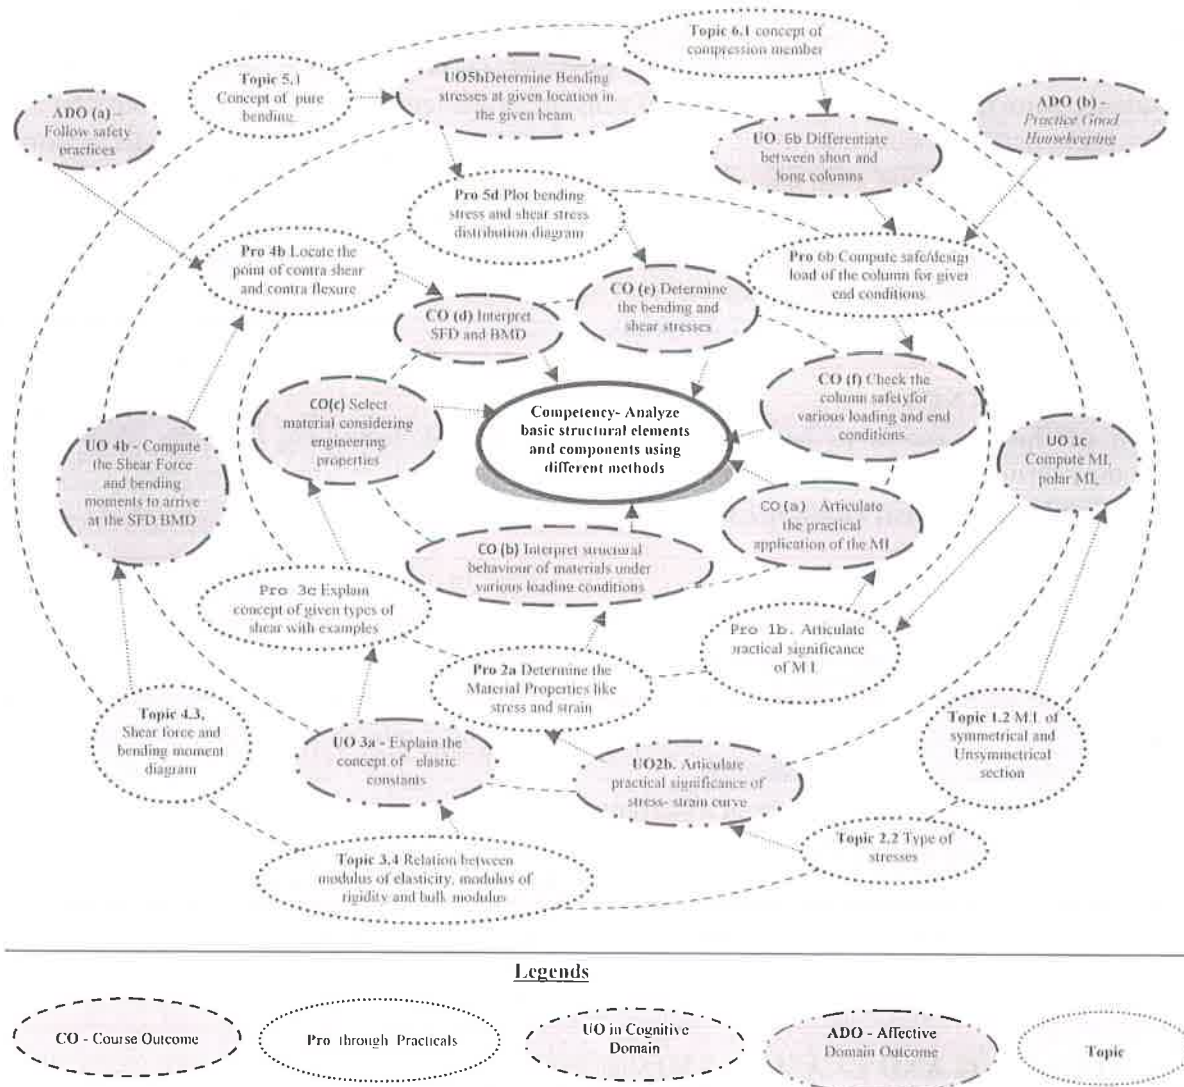 Topic 6.1 concept of
compression member
Topic 5.1
Concept of pure
bending.
UO5bDetermine Bending
stresses at given location in
the given beam.
ADO (a) –
Follow safety
practices
ADO (b) -
Practice Good
Housekeeping
UO. 6b Differentiate
between short and
long columns
Pro 5d Plot bending
stress and shear stress
distribution diagram
Pro 4b Locate the
point of contra shear
and contra flexure
Pro 6b Compute safe/design
load of the column for given
end conditions.
CO (e) Determine
the bending and
shear stresses
CO (d) Interpret
SFD and BMD
CO(c) Select
material considering
engineering
properties
Competency- Analyze
basic structural elements
and components using
different methods
CO (f) Check the
column safetyfor
various loading and end
conditions.
UO 4b - Compute
the Shear Force
and bending
moments to arrive
at the SFD BMD
UO 1c
Compute MI,
polar MI,
CO(a) Articulate
the practical
application of the MI
CO (b) Interpret structural
behaviour of materials under
various loading conditions
Pro 3c Explain
concept of given types of
shear with examples
Pro 1b. Articulate
practical significance
of M.I.
Pro 2a Determine the
Material Properties like
stress and strain
Topic 4.3,
Shear force and
bending moment
diagram
UO 3a - Explain the
concept of elastic
constants
UO2b. Articulate
practical significance of
stress- strain curve
Topic 1.2 M.I. of
symmetrical and
Unsymmetrical
section
Topic 2.2 Type of
stresses
Topic 3.4 Relation between
modulus of elasticity, modulus of
rigidity and bulk modulus
Legends
CO - Course Outcome
Pro through Practicals
UO in Cognitive
Domain
ADO - Affective
Domain Outcome
Topic